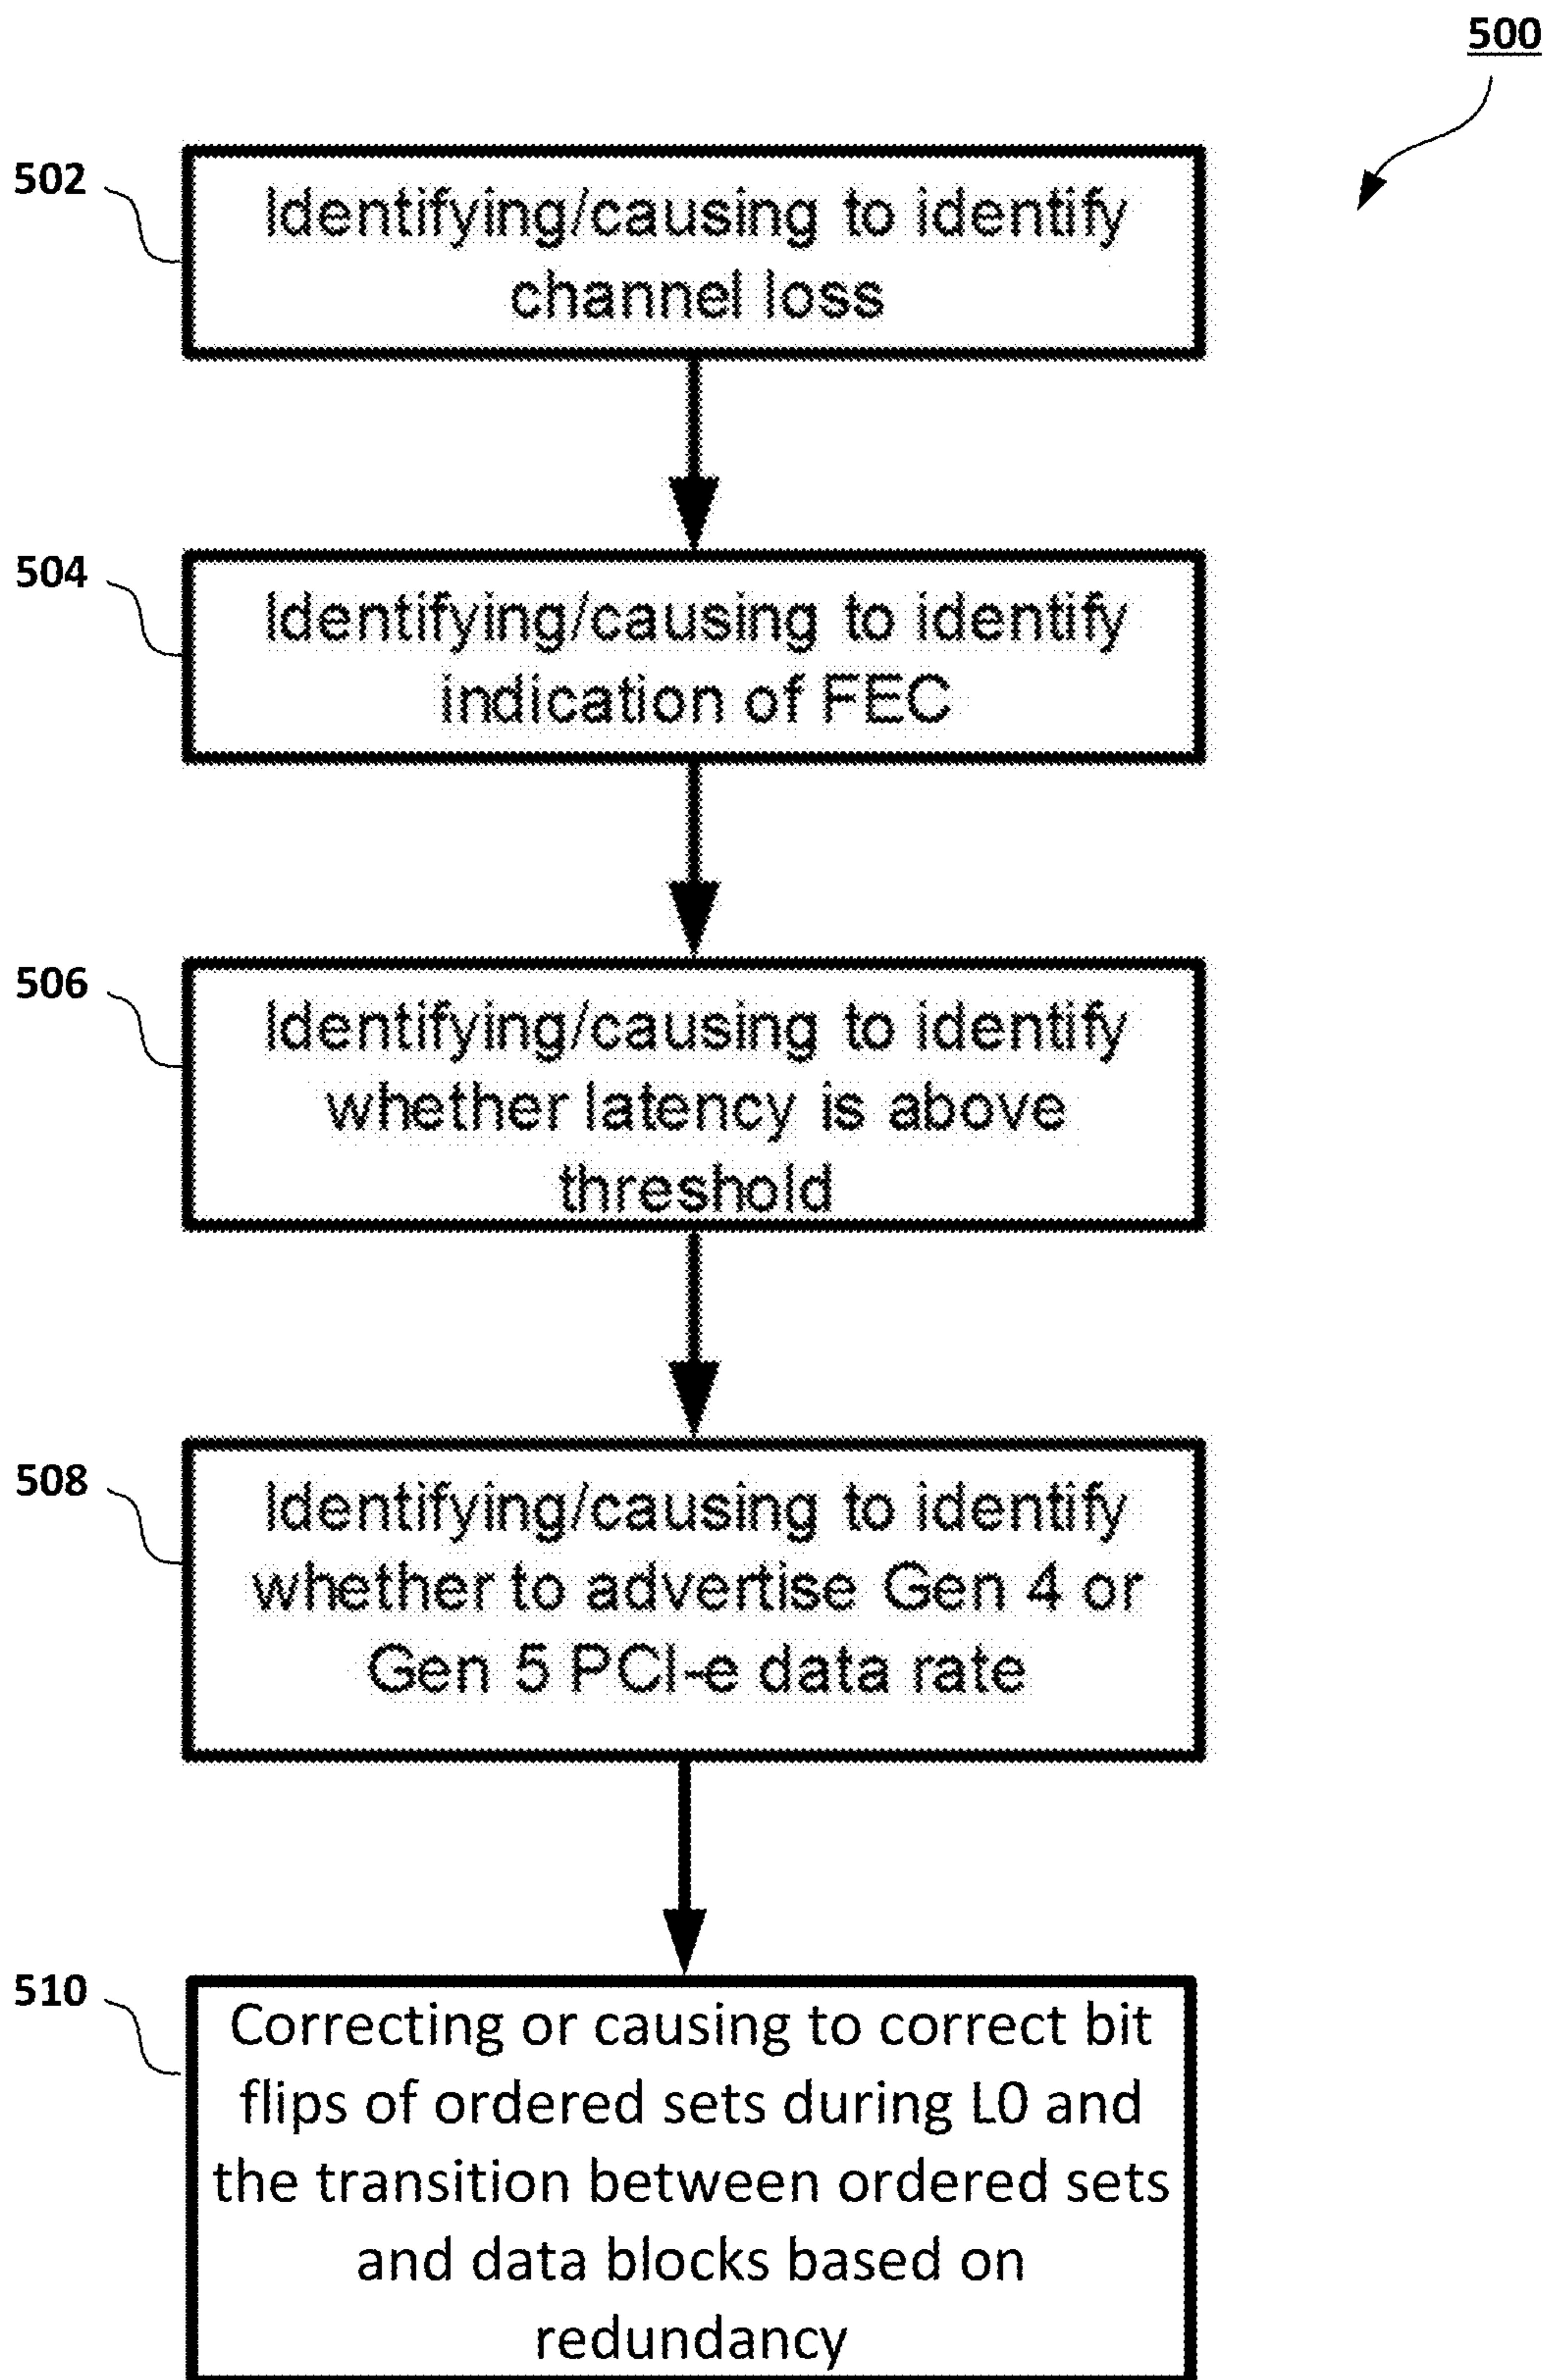 500
502
Identifying/causing to identify
channel loss
504
Identifying/causing to identify
indication of FEC
506
Identifying/causing to identify
whether latency is above
threshold
508
Identifying/causing to identify
whether to advertise Gen 4 or
Gen 5 PCI-e data rate
510
Correcting or causing to correct bit
flips of ordered sets during L0 and
the transition between ordered sets
and data blocks based on
redundancy